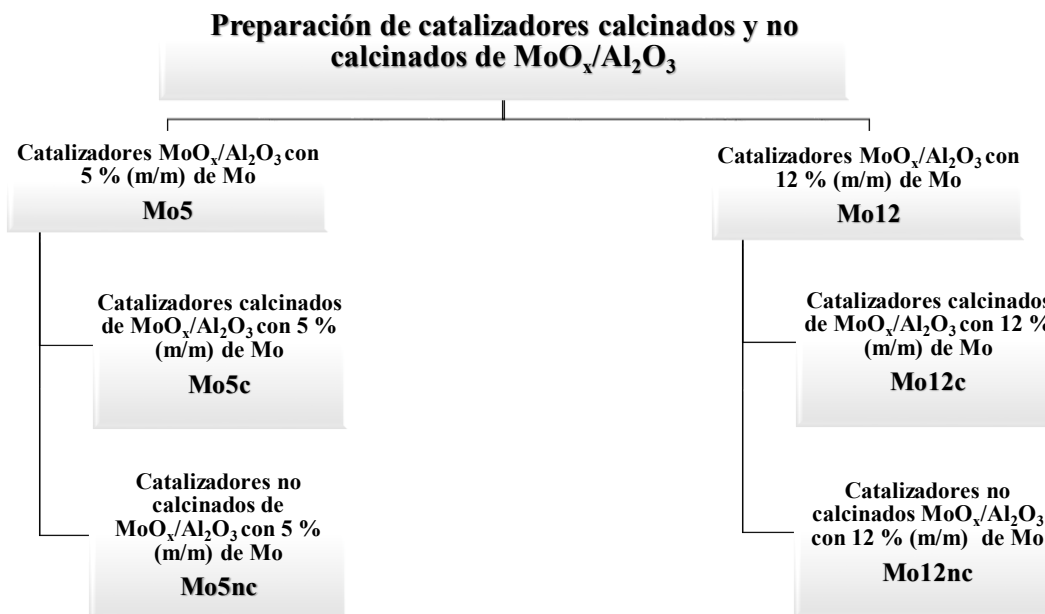 Preparación de catalizadores calcinados y no
calcinados de MoOₓ/Al₂O₃
Catalizadores MoOₓ/Al₂O₃ con
5 % (m/m) de Mo
Mo5
Catalizadores calcinados
de MoOₓ/Al₂O₃ con 5 %
(m/m) de Mo
Mo5c
Catalizadores no
calcinados de
MoOₓ/Al₂O₃ con 5 %
(m/m) de Mo
Mo5nc
Catalizadores MoOₓ/Al₂O₃ con
12 % (m/m) de Mo
Mo12
Catalizadores calcinados
de MoOₓ/Al₂O₃ con 12 %
(m/m) de Mo
Mo12c
Catalizadores no
calcinados MoOₓ/Al₂O₃
con 12 % (m/m) de Mo
Mo12nc